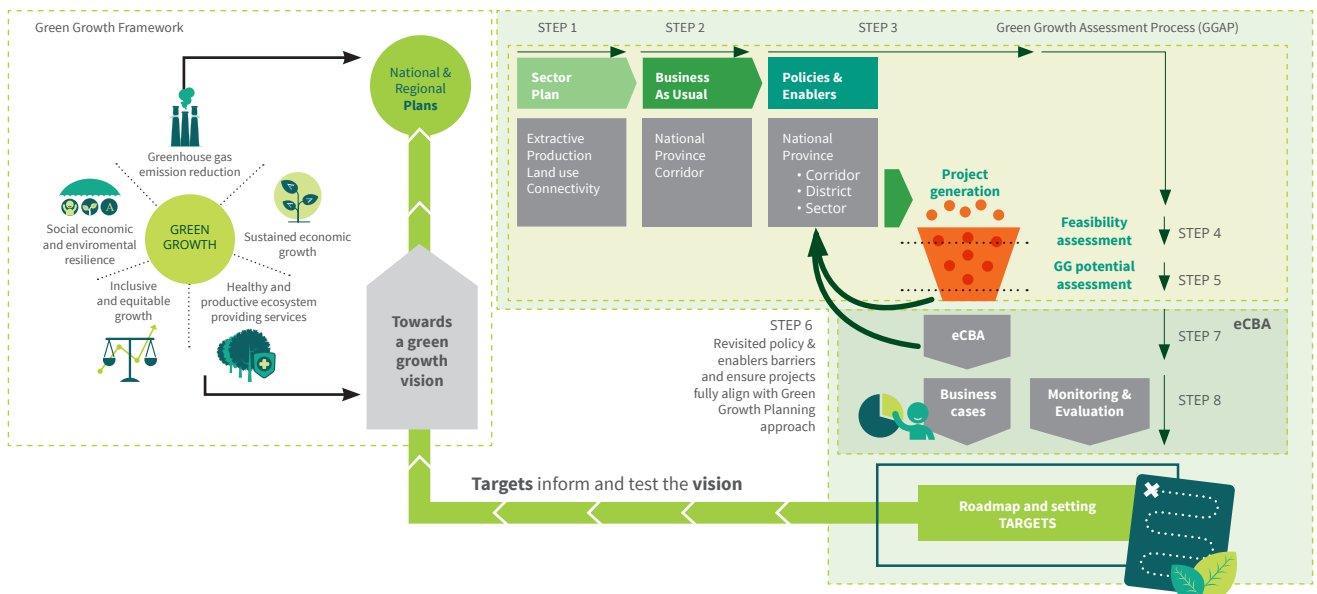 Green Growth Framework
National &
Regional
Plans
Greenhouse gas
emission reduction
Social economic
and enviromental
resilience
GREEN
GROWTH
Sustained economic
growth
Inclusive
and equitable
growth
Healthy and
productive ecosystem
providing services
A
Towards
a green
growth
vision
STEP 1
STEP 2
STEP 3
Green Growth Assessment Process (GGAP)
Sector
Plan
Business
As Usual
Policies &
Enablers
Extractive
Production
Land use
Connectivity
National
Province
Corridor
National
Province
• Corridor
• District
• Sector
Project
generation
Feasibility
assessment
STEP 4
GG potential
assessment
STEP 5
STEP 6
Revisited policy &
enablers barriers
and ensure projects
fully align with Green
Growth Planning
approach
eCBA
eCBA
STEP 7
Business
cases
Monitoring &
Evaluation
STEP 8
Targets inform and test the vision
Roadmap and setting
TARGETS